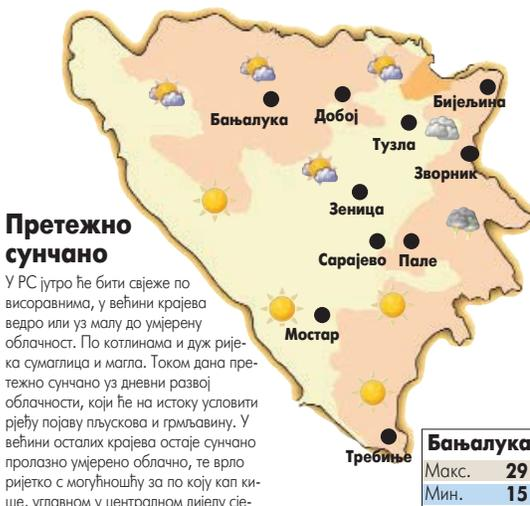 Бијељина
Добој
Бањалука
Тузла
Зворник
Зеница
Сарајево
Пале
Мостар
Требиње
Претежно
сунчано
У РС јутро ће бити свјеже по
висоравнима, у већини крајева
ведро или уз малу до умјерену
облачност. По котлинама и дуж ријe-
ка сумаглица и магла. Током дана пре-
тежно сунчано уз дневни развој
облачности, који ће на истоку условити
рјеђу појаву пљускова и грмљавину. У
већини осталих крајева остаје сунчано
пролазно умјерено облачно, те врло
ријетко с могућношћу за по коју кап ки-
ше, углавном у централном дијелу сје-
Бањалука
Макс. 29
Мин. 15